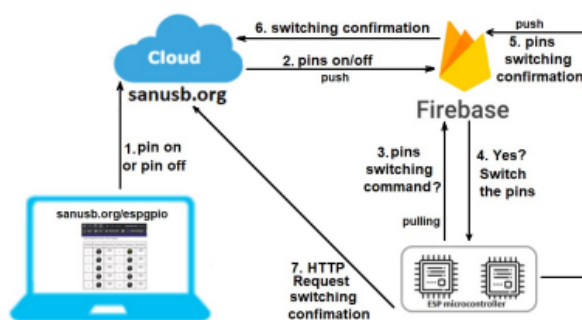 6. switching confirmation
push
Cloud
2. pins on/off
push
5. pins
switching
confirmation
sanusb.org
Firebase
1. pin on
or pin off
3. pins
switching
command?
4. Yes?
Switch
the pins
sanusb.org/espgpio
pulling
7. HTTP
Request
switching
confimation
ESP microcontroller